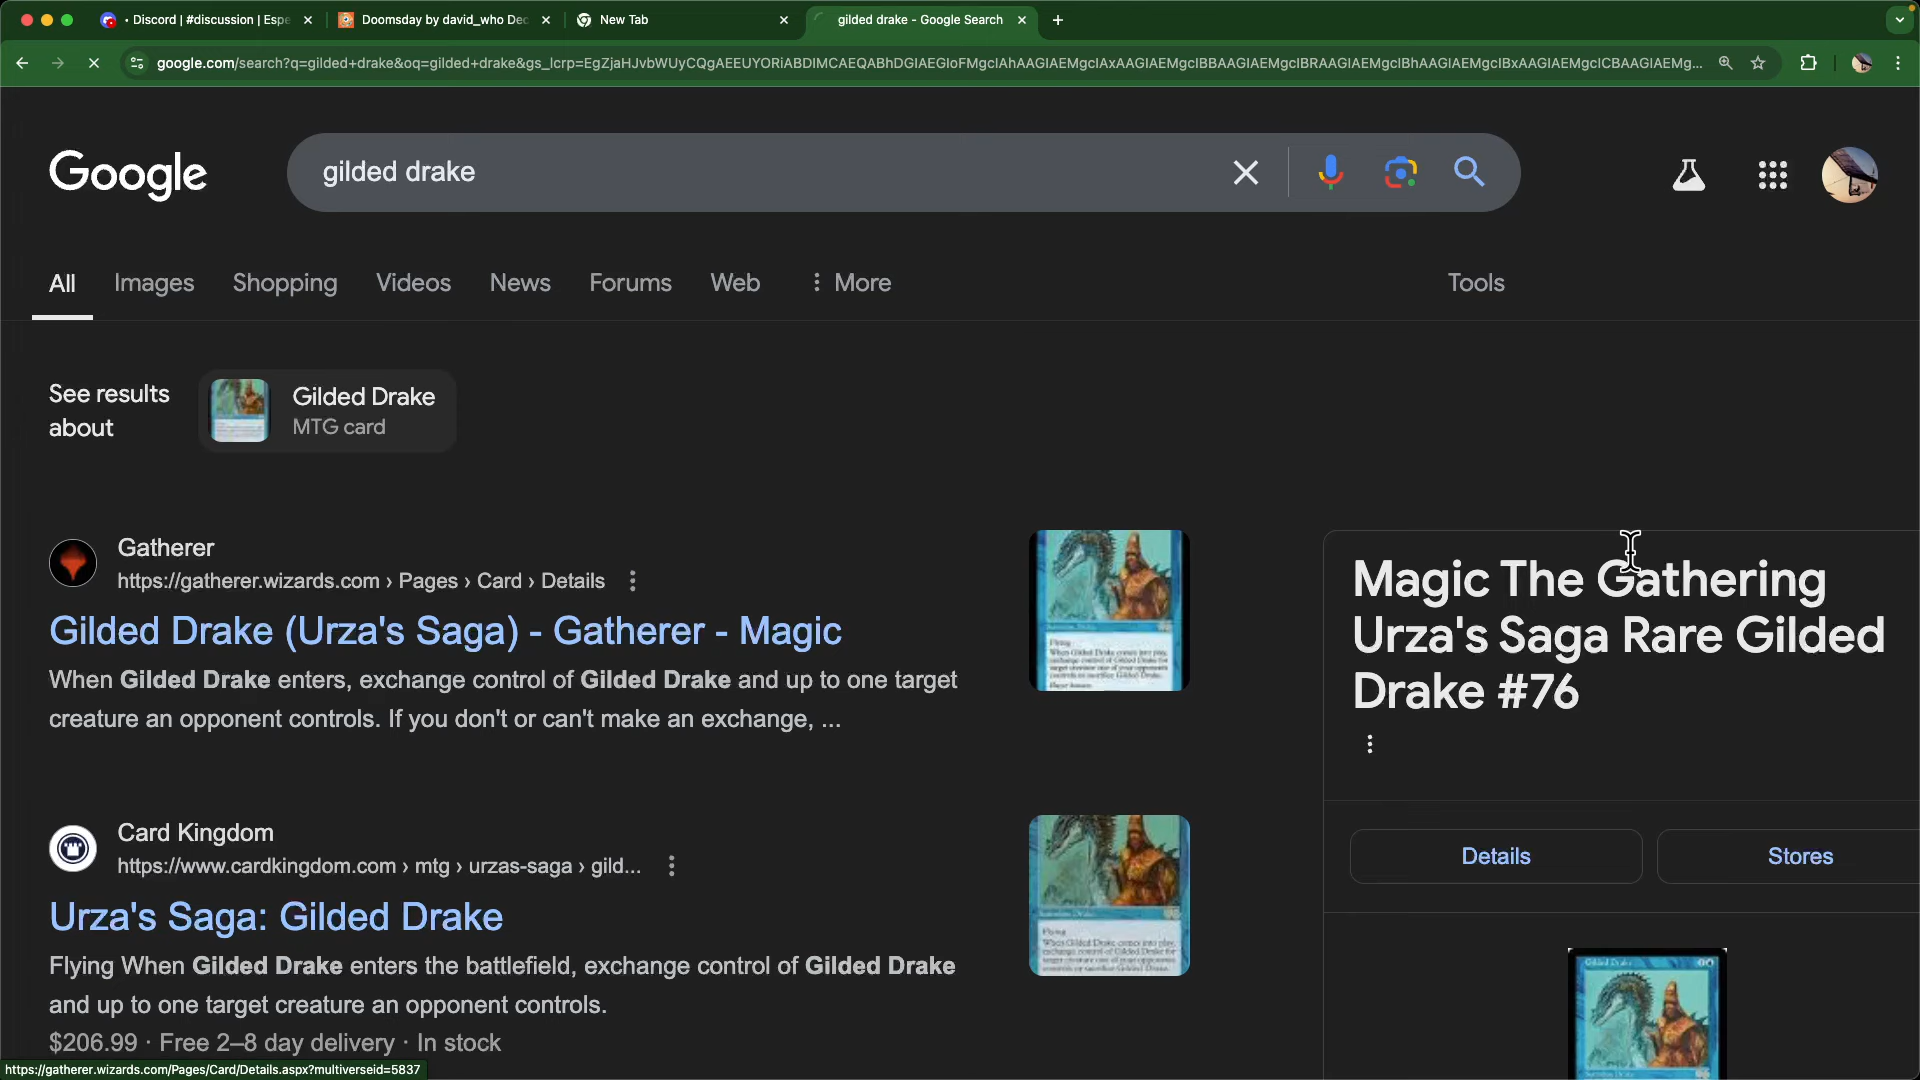 • Discord | #discussion | Espe
Doomsday by david_who Dec
New Tab
gilded drake - Google Search
google.com/search?q=gilded+drake&oq=gilded+drake&gs_lcrp=EgZjaHJvbWUyCQgAEEUYORiABDIMCAEQABhDGIAEGIoFMgcIAhAAGIAEMgcIAxAAGIAEMgcIBBAAGIAEMgcIBRAAGIAEMgcIBhAAGIAEMgcIBxAAGIAEMgcICBAAGIAEMg...
Google
gilded drake
All
Images
Shopping
Videos
News
Forums
Web
More
Tools
See results
about
Gilded Drake
MTG card
Gatherer
https://gatherer.wizards.com › Pages › Card › Details
Gilded Drake (Urza's Saga) - Gatherer - Magic
When Gilded Drake enters, exchange control of Gilded Drake and up to one target
creature an opponent controls. If you don't or can't make an exchange, ...
Card Kingdom
https://www.cardkingdom.com › mtg › urzas-saga › gild...
Urza's Saga: Gilded Drake
Flying When Gilded Drake enters the battlefield, exchange control of Gilded Drake
and up to one target creature an opponent controls.
$206.99 · Free 2–8 day delivery · In stock
Magic The Gathering
Urza's Saga Rare Gilded
Drake #76
Details
Stores
Gilded Drake
https://gatherer.wizards.com/Pages/Card/Details.aspx?multiverseid=5837